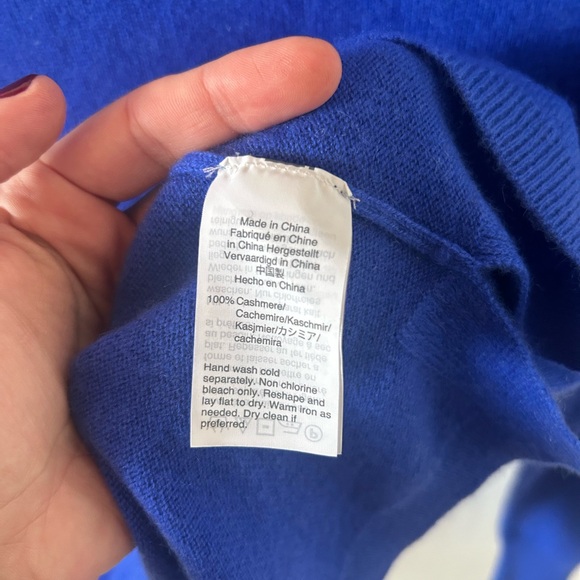 Made in China
Fabriqué en Chine
in China Hergestellt
Vervaardigd in China
中国製
Hecho en China
100% Cashmere/
Cachemire/Kaschmir/
Kasjmier/カシミア/
cachemira
Hand wash cold
separately. Non chlorine
bleach only. Reshape and
lay flat to dry. Warm Iron as
needed. Dry clean if
preferred.